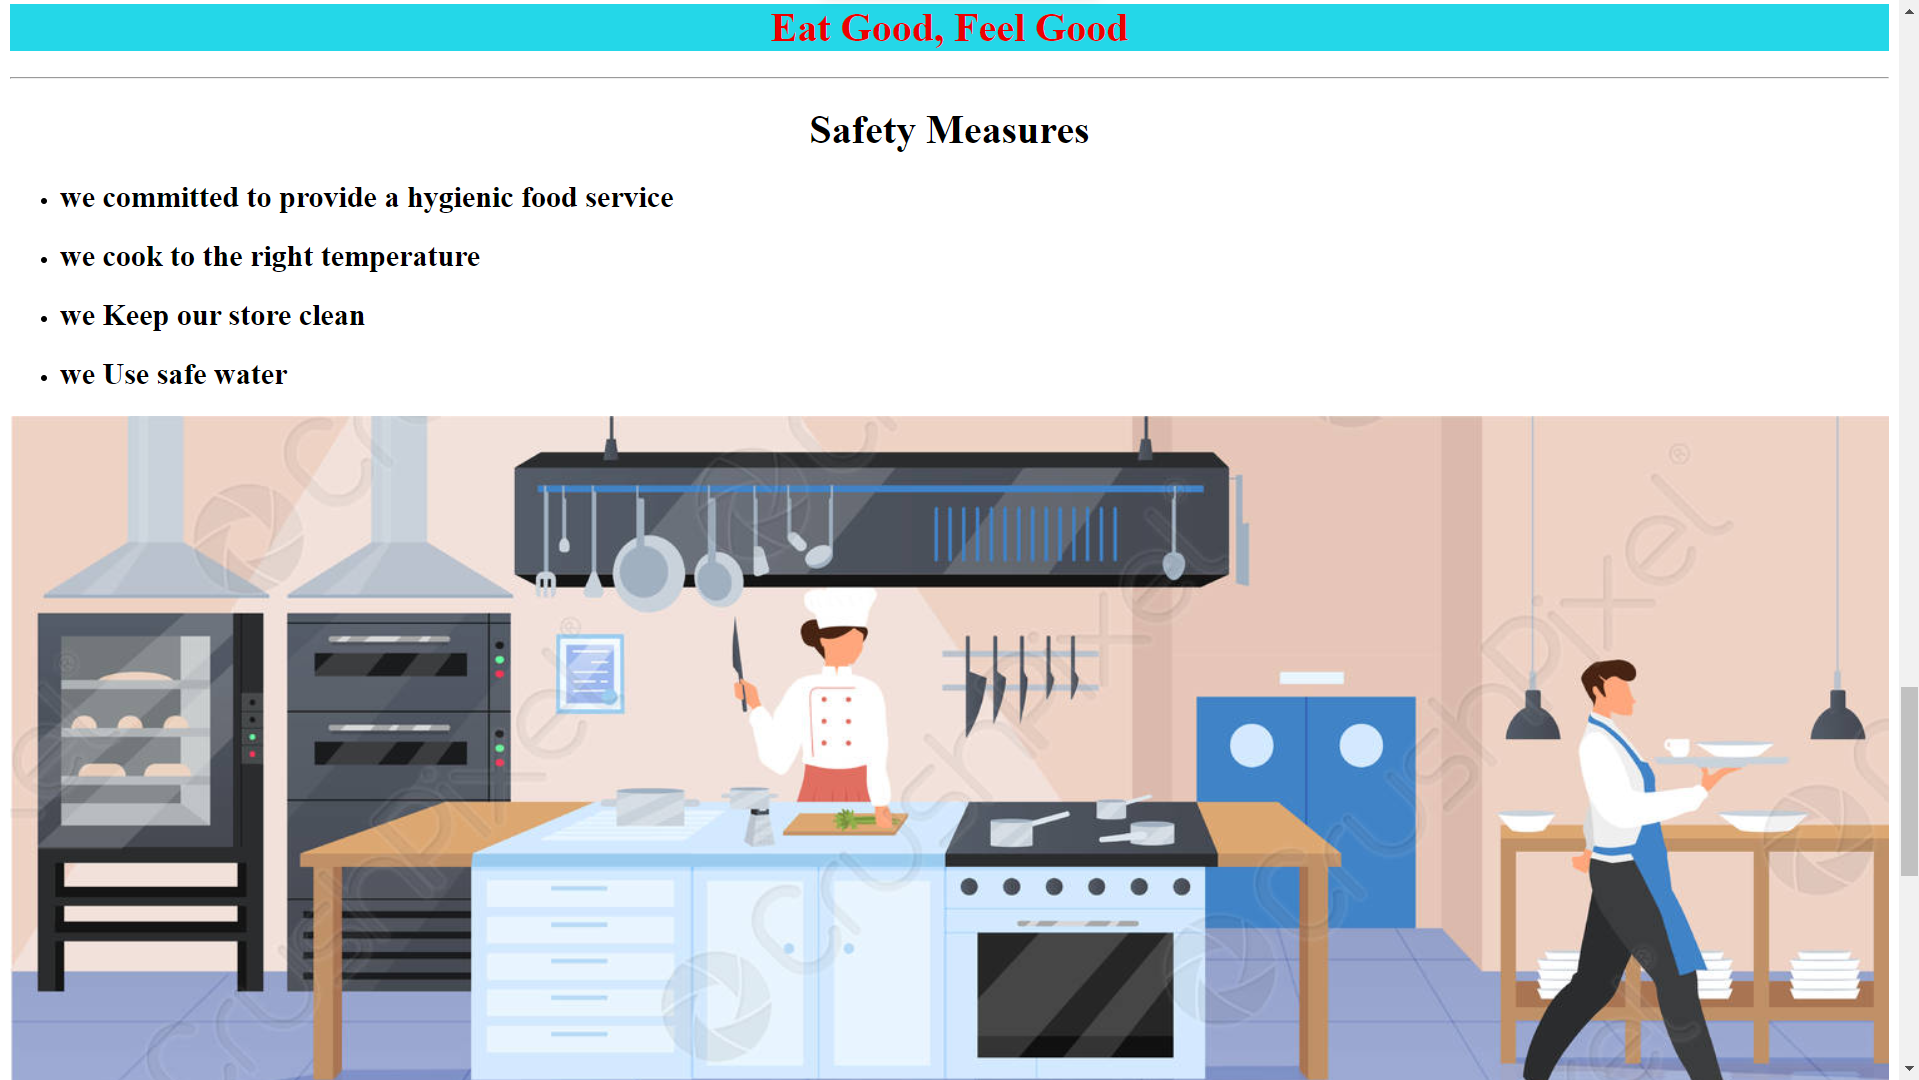 Eat Good, Feel Good
Safety Measures
we committed to provide a hygienic food service
we cook to the right temperature
we Keep our store clean
we Use safe water
crushpixel